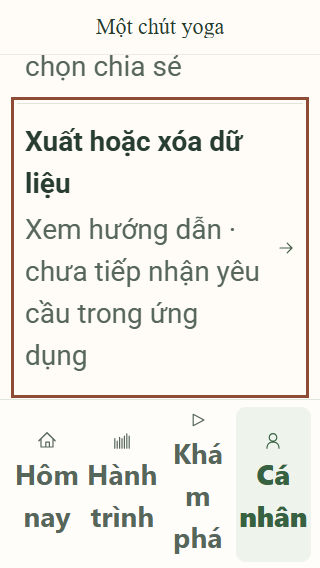 Một chút yoga
chọn chia sé
Xuất hoặc xóa dữ
liệu
Xem hướng dẫn ·
chưa tiếp nhận yêu
cầu trong ứng
dụng
Hôm
nay
Hành
trình
Khá
m
phá
Cá
nhân